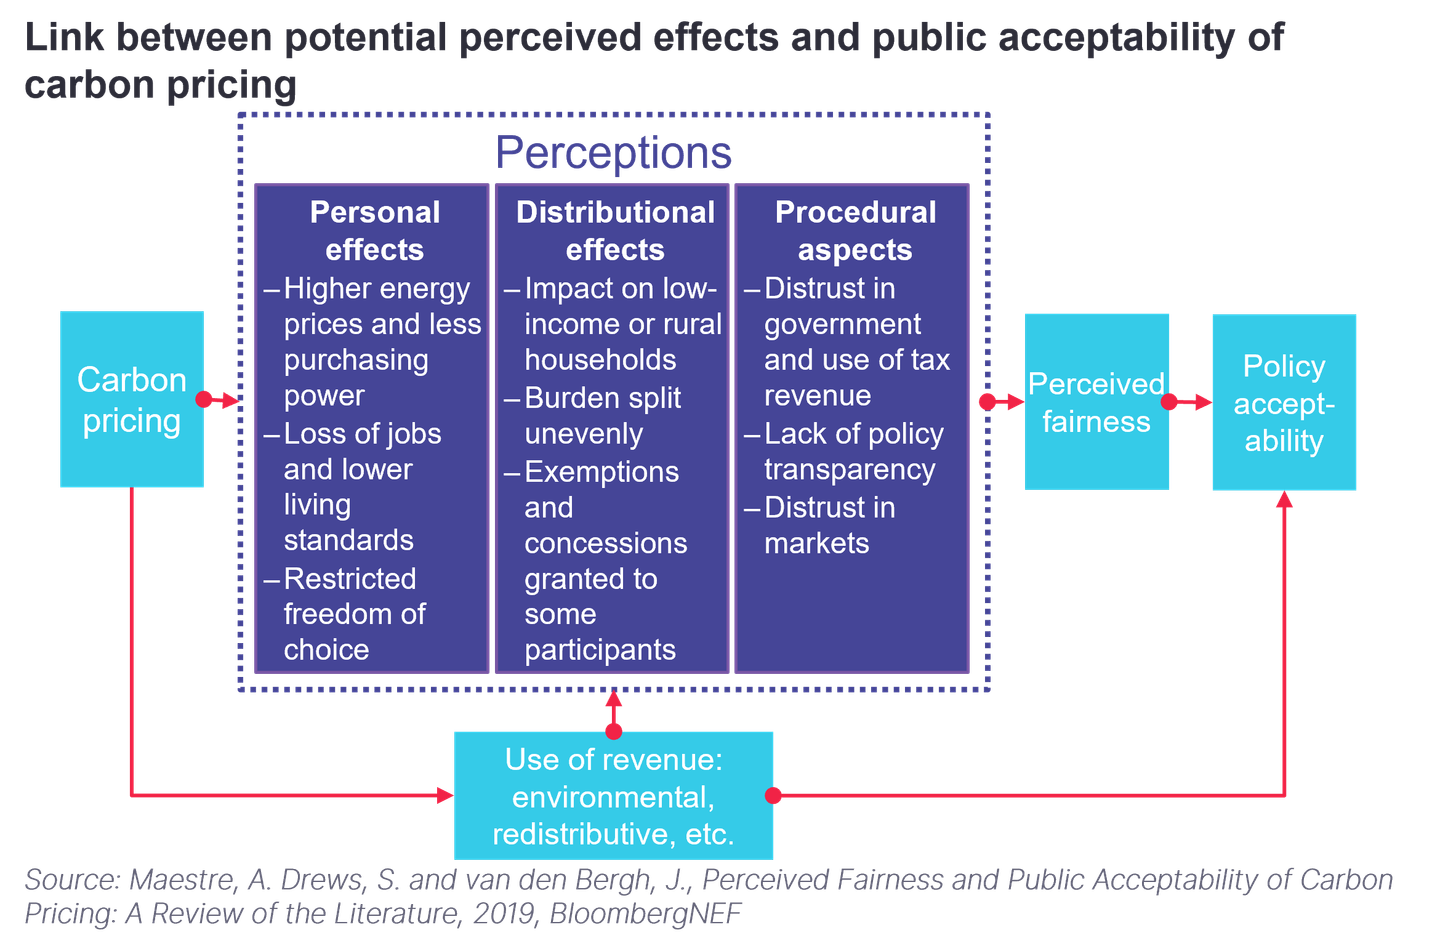 Link between potential perceived effects and public acceptability of
carbon pricing
Perceptions
Carbon
pricing
Personal
effects
–Higher energy
prices and less
purchasing
power
–Loss of jobs
and lower
living
standards
–Restricted
freedom of
choice
Distributional
effects
–Impact on low-
income or rural
households
–Burden split
unevenly
–Exemptions
and
concessions
granted to
some
participants
Procedural
aspects
–Distrust in
government
and use of tax
revenue
–Lack of policy
transparency
–Distrust in
markets
Perceived
fairness
Policy
accept-
ability
Use of revenue:
environmental,
redistributive, etc.
Source: Maestre, A. Drews, S. and van den Bergh, J., Perceived Fairness and Public Acceptability of Carbon
Pricing: A Review of the Literature, 2019, BloombergNEF